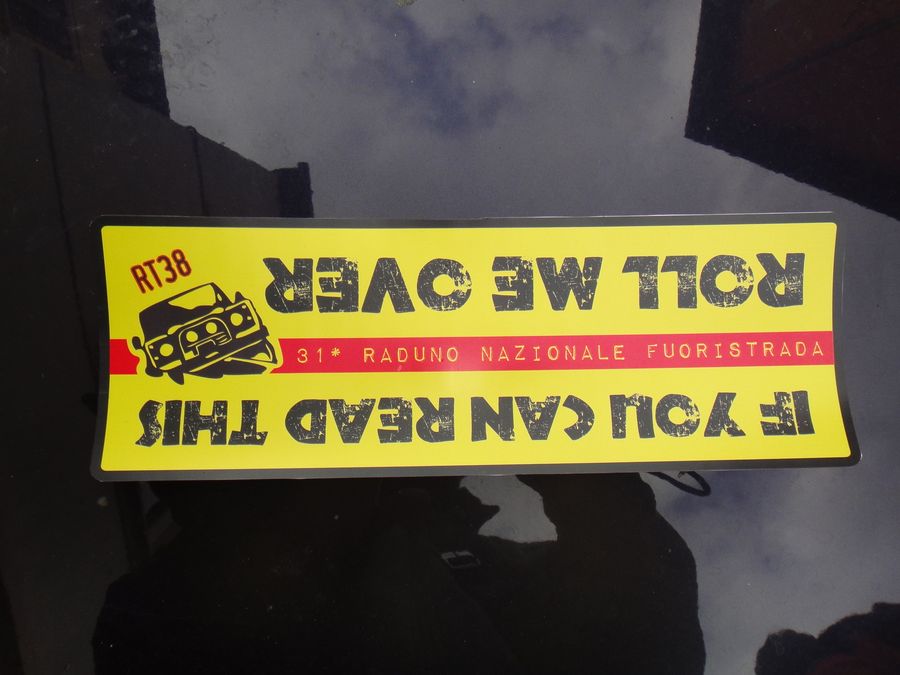 RT38
IF YOU CAN READ THIS
31* RADUNO NAZIONALE FUORISTRADA
ROLL ME OVER